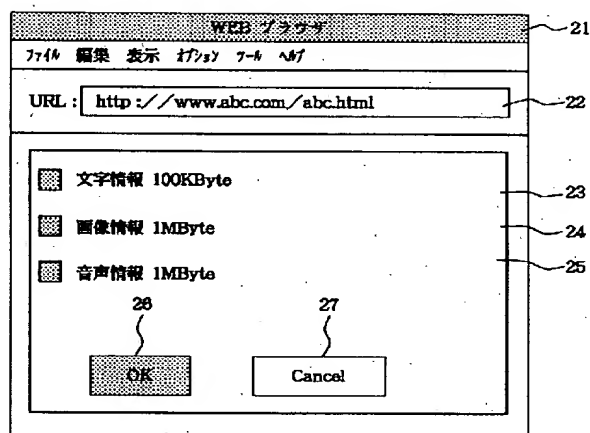 WEB ブラウザ 21
ファイル 編集 表示 オプション ツール ヘルプ
URL : http://www.abc.com/abc.html 22
文字情報 100KByte 23
画像情報 1MByte 24
音声情報 1MByte 25
26 27
OK Cancel